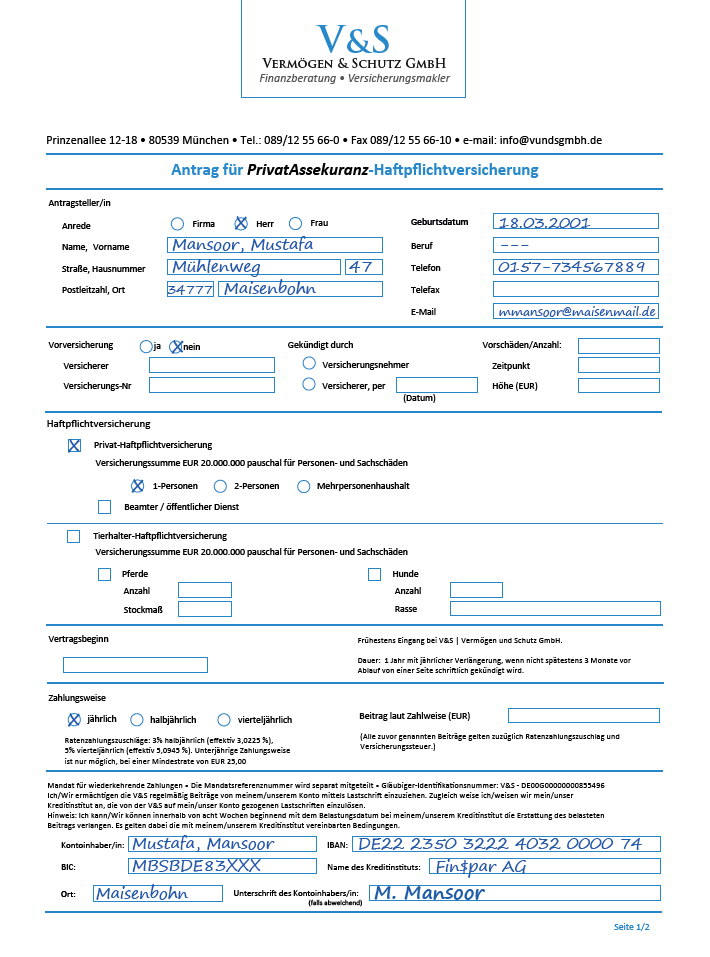 V&S
VERMÖGEN & SCHUTZ GMBH
Finanzberatung • Versicherungsmakler
Prinzenallee 12-18 • 80539 München • Tel.: 089/12 55 66-0 • Fax 089/12 55 66-10 • e-mail: info@vundsgmbh.de
Antrag für PrivatAssekuranz-Haftpflichtversicherung
Antragsteller/in
Anrede Firma Herr Frau Geburtsdatum 18.03.2001
Name, Vorname Mansoor, Mustafa Beruf ---
Straße, Hausnummer Mühlenweg 47 Telefon 0157-734567889
Postleitzahl, Ort 34777 Maisenbohn Telefax
E-Mail mmansoor@maisenmail.de
Vorversicherung ja nein Gekündigt durch Vorschäden/Anzahl:
Versicherer Versicherungsnehmer Zeitpunkt
Versicherungs-Nr Versicherer, per Höhe (EUR)
(Datum)
Haftpflichtversicherung
Privat-Haftpflichtversicherung
Versicherungssumme EUR 20.000.000 pauschal für Personen- und Sachschäden
1-Personen 2-Personen Mehrpersonenhaushalt
Beamter / öffentlicher Dienst
Tierhalter-Haftpflichtversicherung
Versicherungssumme EUR 20.000.000 pauschal für Personen- und Sachschäden
Pferde Hunde
Anzahl Anzahl
Stockmaß Rasse
Vertragsbeginn Frühestens Eingang bei V&S | Vermögen und Schutz GmbH.
Dauer: 1 Jahr mit jährlicher Verlängerung, wenn nicht spätestens 3 Monate vor
Ablauf von einer Seite schriftlich gekündigt wird.
Zahlungsweise
jährlich halbjährlich vierteljährlich Beitrag laut Zahlweise (EUR)
Ratenzahlungszuschläge: 3% halbjährlich (effektiv 3,0225 %),
5% vierteljährlich (effektiv 5,0945 %). Unterjährige Zahlungsweise
ist nur möglich, bei einer Mindestrate von EUR 25,00
(Alle zuvor genannten Beiträge gelten zuzüglich Ratenzahlungszuschlag und
Versicherungssteuer.)
Mandat für wiederkehrende Zahlungen • Die Mandatsreferenznummer wird separat mitgeteilt • Gläubiger-Identifikationsnummer: V&S - DE00G00000000855496
Ich/Wir ermächtigen die V&S regelmäßig Beiträge von meinem/unserem Konto mittels Lastschrift einzuziehen. Zugleich weise ich/weisen wir mein/unser
Kreditinstitut an, die von der V&S auf mein/unser Konto gezogenen Lastschriften einzulösen.
Hinweis: Ich kann/Wir können innerhalb von acht Wochen beginnend mit dem Belastungsdatum bei meinem/unserem Kreditinstitut die Erstattung des belasteten
Beitrags verlangen. Es gelten dabei die mit meinem/unserem Kreditinstitut vereinbarten Bedingungen.
Kontoinhaber/in: Mustafa, Mansoor IBAN: DE22 2350 3222 4032 0000 74
BIC: MBSBDE83XXX Name des Kreditinstituts: Fin$par AG
Ort: Maisenbohn Unterschrift des Kontoinhabers/in: M. Mansoor
(falls abweichend)
Seite 1/2